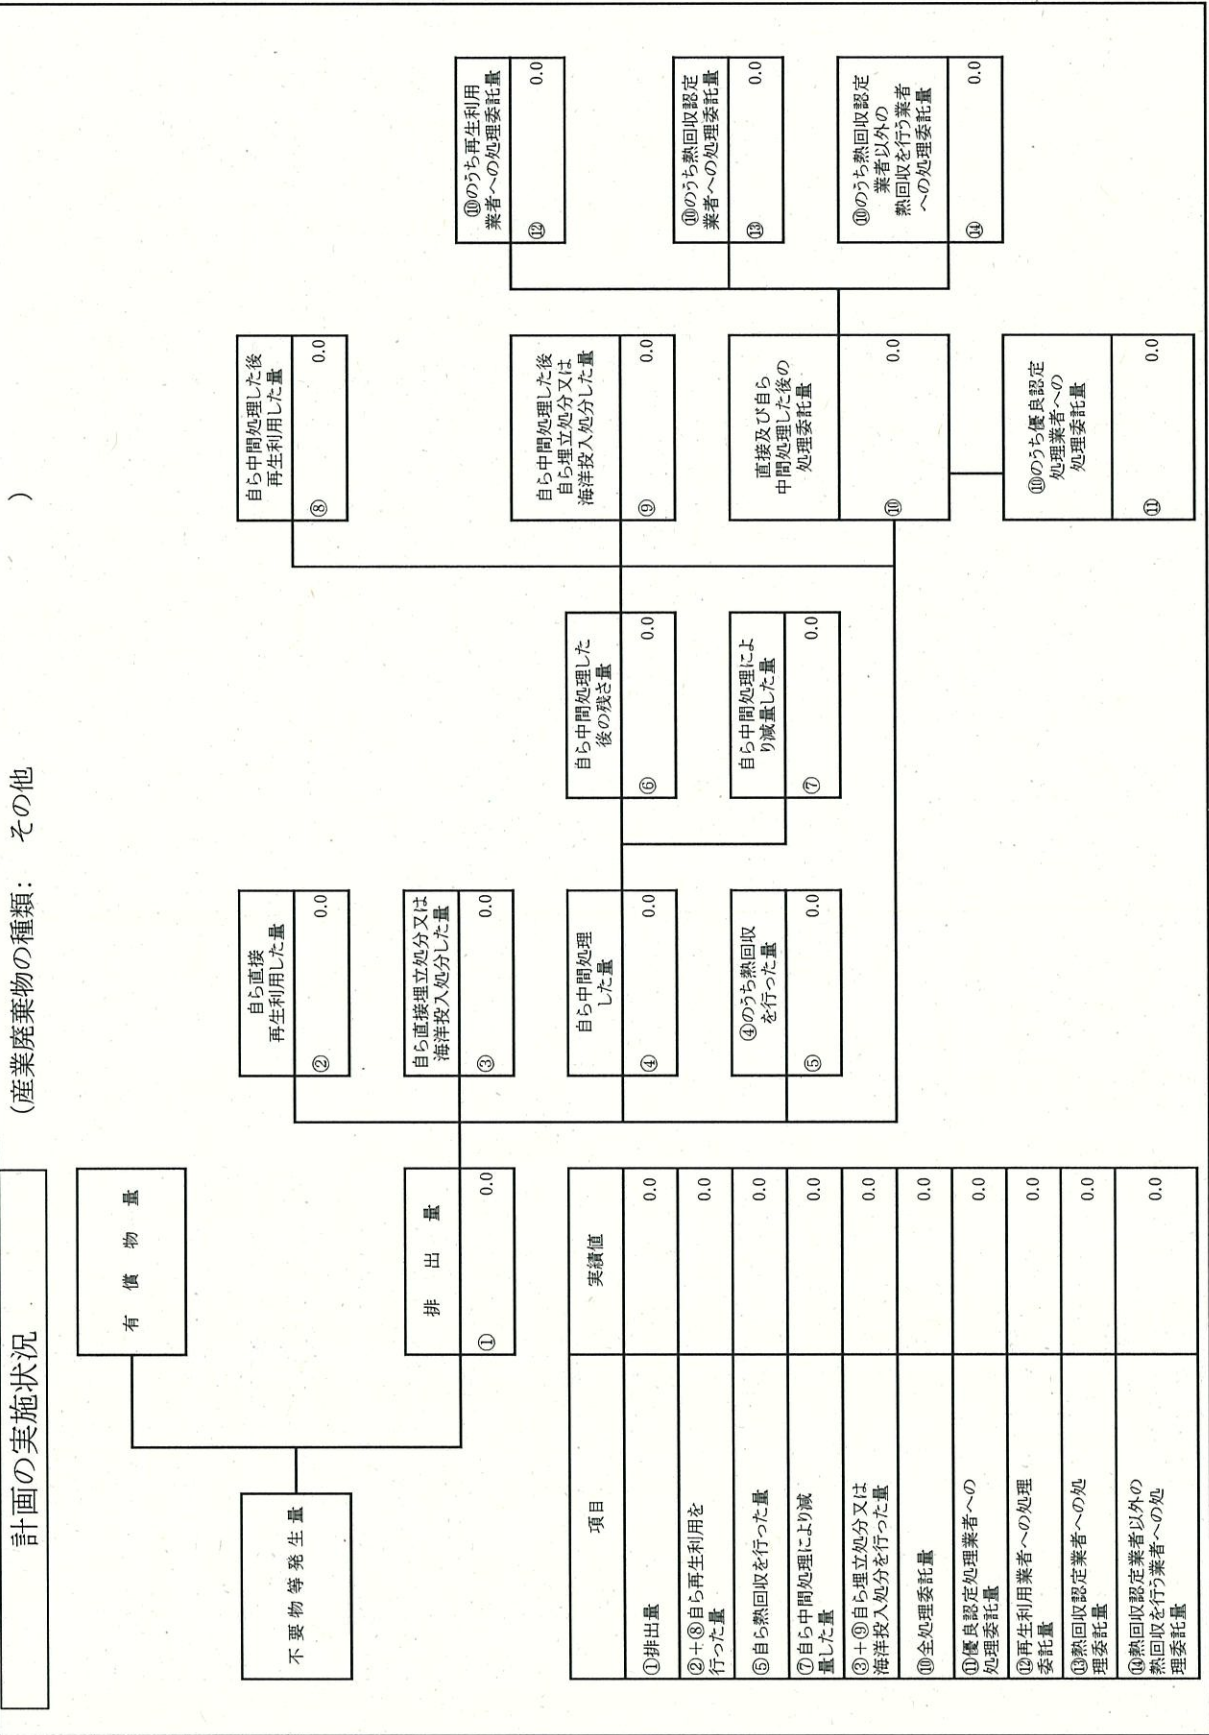 計画の実施状況
(産業廃棄物の種類: その他 )
不要物等発生量
有償物量
排出量
① 0.0
自ら直接
再生利用した量
② 0.0
自ら直接埋立処分又は
海洋投入処分した量
③ 0.0
自ら中間処理
した量
④ 0.0
④のうち熱回収
を行った量
⑤ 0.0
自ら中間処理した
後の残さ量
⑥ 0.0
自ら中間処理によ
り減量した量
⑦ 0.0
自ら中間処理した後
再生利用した量
⑧ 0.0
自ら中間処理した後
自ら埋立処分又は
海洋投入処分した量
⑨ 0.0
直接及び自ら
中間処理した後の
処理委託量
⑩ 0.0
⑩のうち優良認定
処理業者への
処理委託量
⑪ 0.0
⑩のうち再生利用
業者への処理委託量
⑫ 0.0
⑩のうち熱回収認定
業者への処理委託量
⑬ 0.0
⑩のうち熱回収認定
業者以外の
熱回収を行う業者
への処理委託量
⑭ 0.0
項目 実績値
①排出量 0.0
②+⑧自ら再生利用を
行った量 0.0
⑤自ら熱回収を行った量 0.0
⑦自ら中間処理により減
量した量 0.0
③+⑨自ら埋立処分又は
海洋投入処分を行った量 0.0
⑩全処理委託量 0.0
⑪優良認定処理業者への
処理委託量 0.0
⑫再生利用業者への処理
委託量 0.0
⑬熱回収認定業者への処
理委託量 0.0
⑭熱回収認定業者以外の
熱回収を行う業者への処
理委託量 0.0